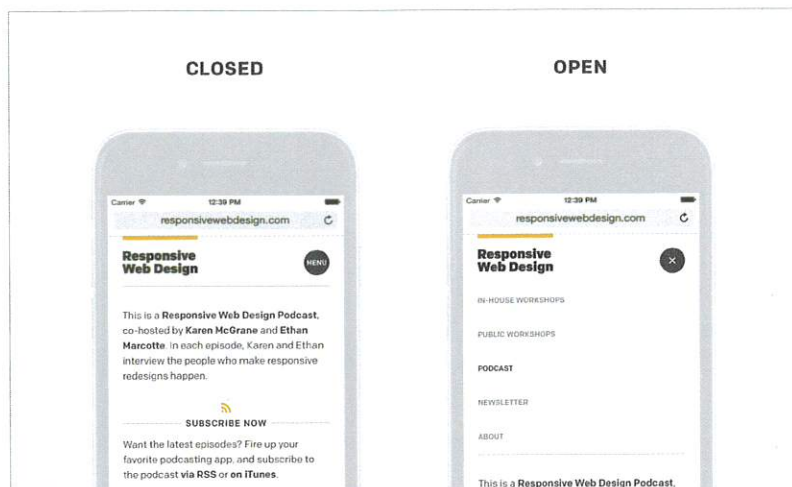 CLOSED
Carrier 12:39 PM
responsivewebdesign.com
Responsive
Web Design
MENU
This is a Responsive Web Design Podcast,
co-hosted by Karen McGrane and Ethan
Marcotte. In each episode, Karen and Ethan
interview the people who make responsive
redesigns happen.
SUBSCRIBE NOW
Want the latest episodes? Fire up your
favorite podcasting app, and subscribe to
the podcast via RSS or on iTunes.
OPEN
Carrier 12:39 PM
responsivewebdesign.com
Responsive
Web Design
IN-HOUSE WORKSHOPS
PUBLIC WORKSHOPS
PODCAST
NEWSLETTER
ABOUT
This is a Responsive Web Design Podcast,